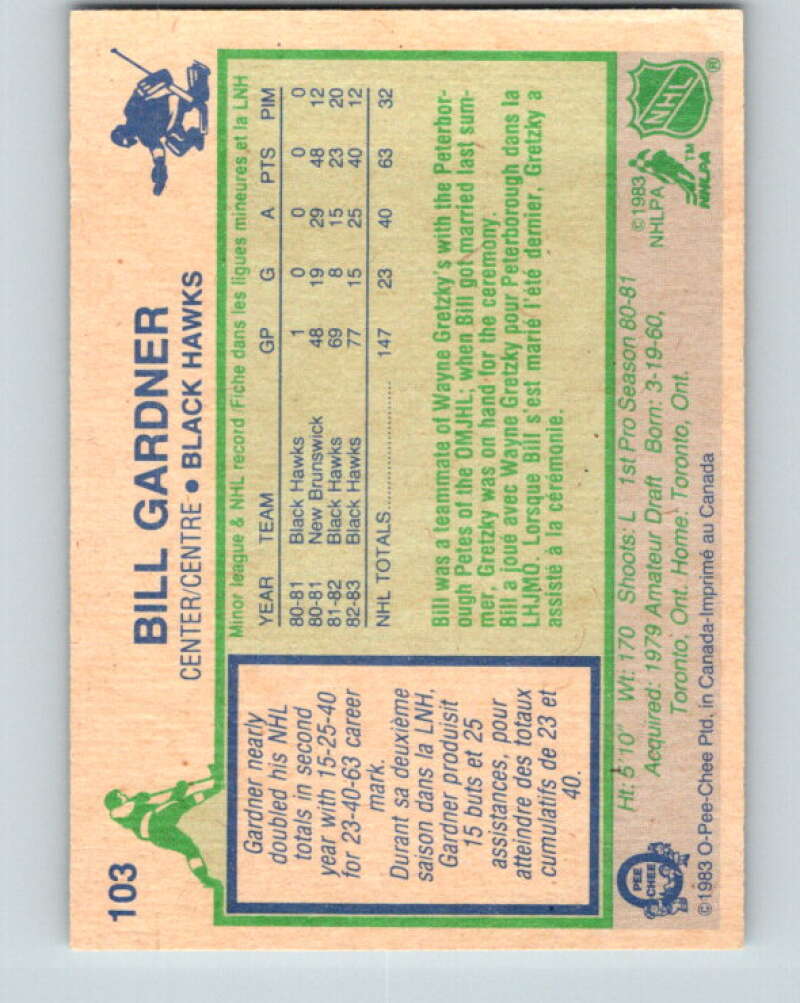 103
BILL GARDNER
CENTER/CENTRE • BLACK HAWKS
Gardner nearly
doubled his NHL
totals in second
year with 15-25-40
for 23-40-63 career
mark.
Durant sa deuxième
saison dans la LNH,
Gardner produisit
15 buts et 25
assistances, pour
atteindre des totaux
cumulatifs de 23 et
40.
Minor league & NHL record/Fiche dans les ligues mineures et la LNH
YEAR TEAM GP G A PTS PIM
80-81 Black Hawks 1 0 0 0 0
80-81 New Brunswick 48 19 29 48 12
81-82 Black Hawks 69 8 15 23 20
82-83 Black Hawks 77 15 25 40 12
NHL TOTALS.................... 147 23 40 63 32
Bill was a teammate of Wayne Gretzky's with the Peterbor-
ough Petes of the OMJHL; when Bill got married last sum-
mer, Gretzky was on hand for the ceremony.
Bill a joué avec Wayne Gretzky pour Peterborough dans la
LHJMO. Lorsque Bill s'est marié l'été dernier, Gretzky a
assisté à la cérémonie.
Ht: 5'10" Wt: 170 Shoots: L 1st Pro Season 80-81
Acquired: 1979 Amateur Draft Born: 3-19-60,
Toronto, Ont. Home: Toronto, Ont.
©1983 O-Pee-Chee Ptd. in Canada-Imprimé au Canada
O
PEE
CHEE
©1983
NHLPA
NHLPA
TM
NHL
®